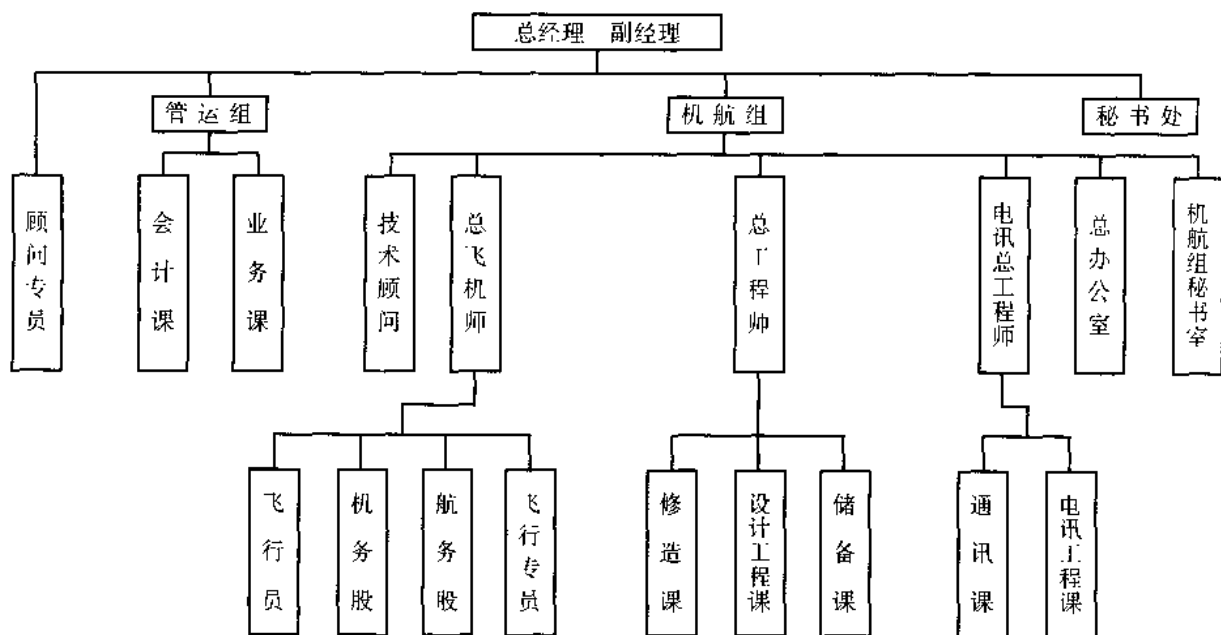 总经理 副经理
管运组
机航组
秘书处
顾问专员
会计课
业务课
技术顾问
总飞机师
总工程帅
电讯总工程师
总办公室
机航组秘书室
飞行员
机务股
航务股
飞行专员
修造课
设计工程课
储备课
通讯课
电讯工程课